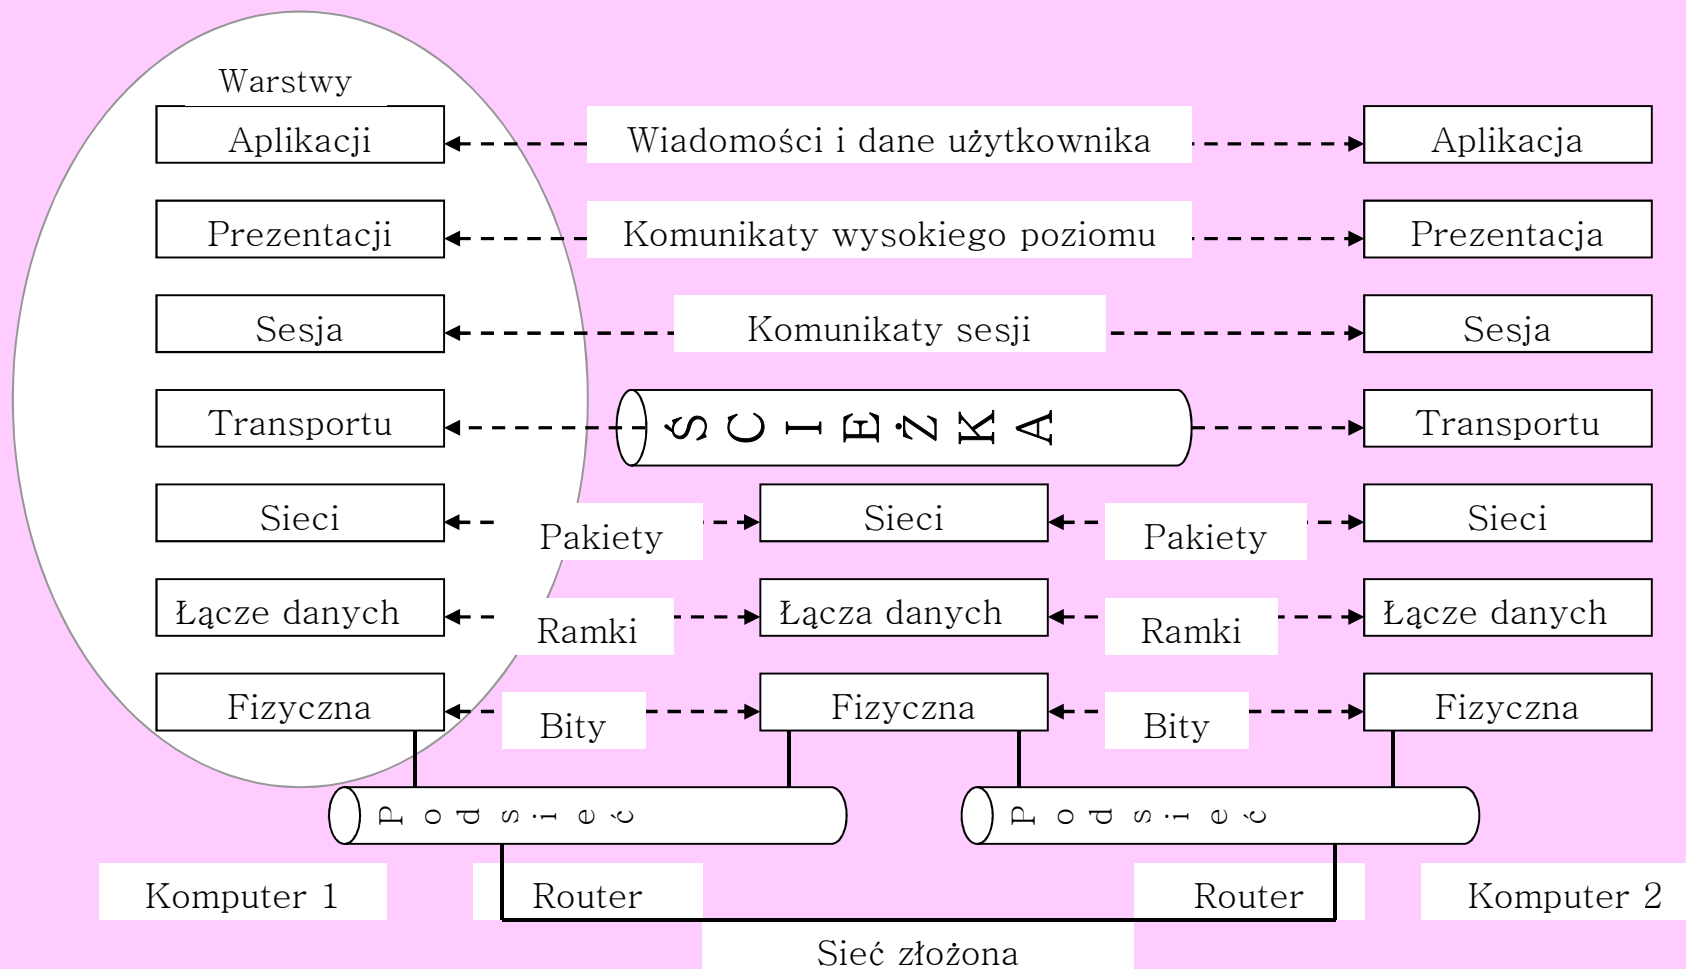 Warstwy
Aplikacji Wiadomości i dane użytkownika Aplikacja
Prezentacji Komunikaty wysokiego poziomu Prezentacja
Sesja Komunikaty sesji Sesja
Transportu ŚCIEŻKA Transportu
Sieci Pakiety Sieci Pakiety Sieci
Łącze danych Ramki Łącza danych Ramki Łącze danych
Fizyczna Bity Fizyczna Bity Fizyczna
Podsieć Podsieć
Komputer 1 Router Router Komputer 2
Sieć złożona